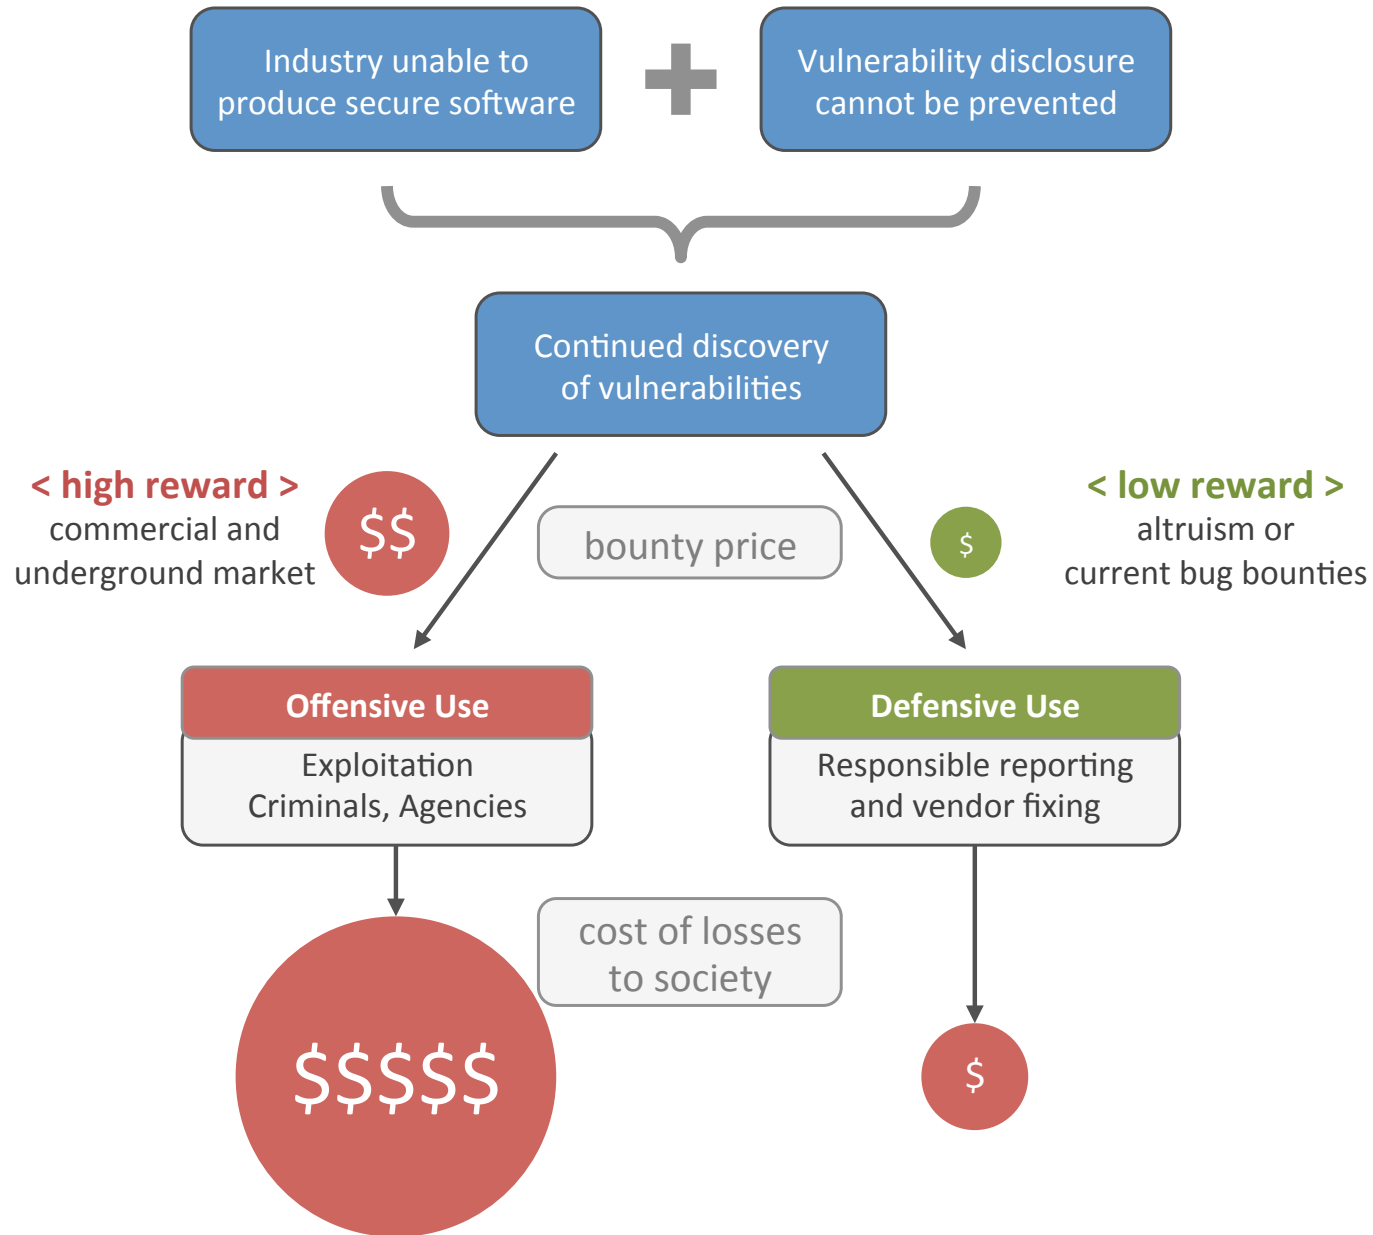 Industry unable to
produce secure software
Vulnerability disclosure
cannot be prevented
Continued discovery
of vulnerabilities
< high reward >
commercial and
underground market
$$
bounty price
$
< low reward >
altruism or
current bug bounties
Offensive Use
Exploitation
Criminals, Agencies
Defensive Use
Responsible reporting
and vendor fixing
cost of losses
to society
$$$$$
$